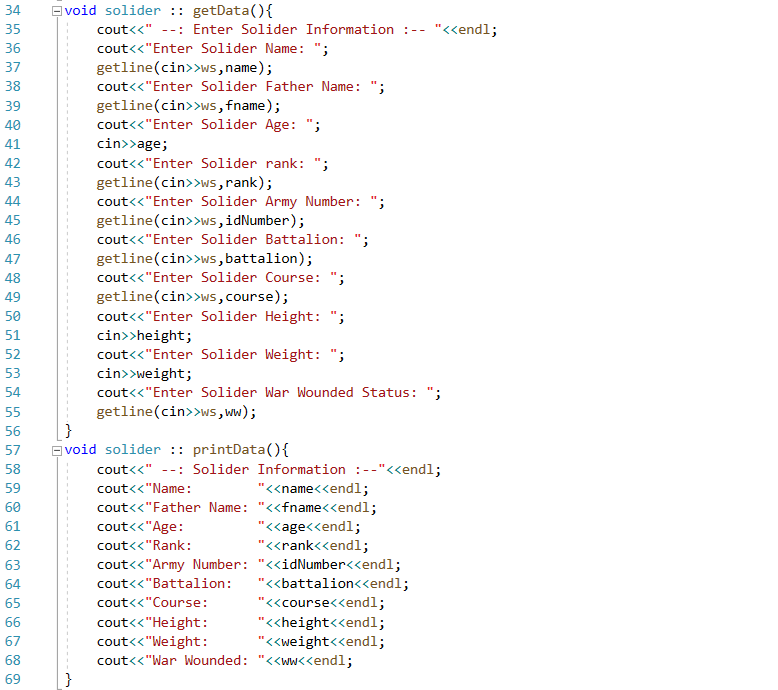 34 void solider :: getData(){
35     cout<<" --: Enter Solider Information :-- "<<endl;
36     cout<<"Enter Solider Name: ";
37     getline(cin>>ws,name);
38     cout<<"Enter Solider Father Name: ";
39     getline(cin>>ws,fname);
40     cout<<"Enter Solider Age: ";
41     cin>>age;
42     cout<<"Enter Solider rank: ";
43     getline(cin>>ws,rank);
44     cout<<"Enter Solider Army Number: ";
45     getline(cin>>ws,idNumber);
46     cout<<"Enter Solider Battalion: ";
47     getline(cin>>ws,battalion);
48     cout<<"Enter Solider Course: ";
49     getline(cin>>ws,course);
50     cout<<"Enter Solider Height: ";
51     cin>>height;
52     cout<<"Enter Solider Weight: ";
53     cin>>weight;
54     cout<<"Enter Solider War Wounded Status: ";
55     getline(cin>>ws,ww);
56 }
57 void solider :: printData(){
58     cout<<" --: Solider Information :--"<<endl;
59     cout<<"Name:        "<<name<<endl;
60     cout<<"Father Name: "<<fname<<endl;
61     cout<<"Age:         "<<age<<endl;
62     cout<<"Rank:        "<<rank<<endl;
63     cout<<"Army Number: "<<idNumber<<endl;
64     cout<<"Battalion:   "<<battalion<<endl;
65     cout<<"Course:      "<<course<<endl;
66     cout<<"Height:      "<<height<<endl;
67     cout<<"Weight:      "<<weight<<endl;
68     cout<<"War Wounded: "<<ww<<endl;
69 }